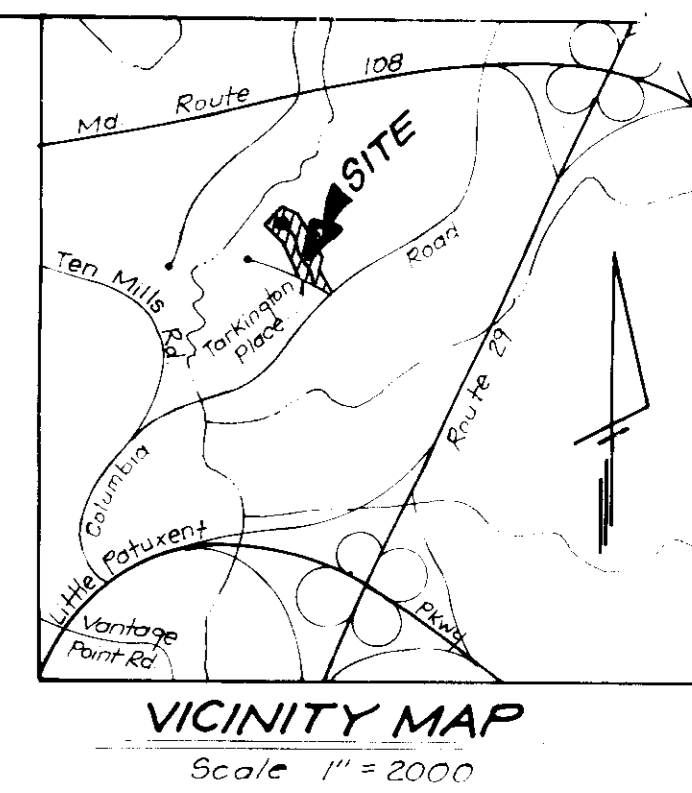 108
Md. Route
SITE
Road
Ten Mills Rd.
Tarkington
Place
Route 29
Columbia
Little Patuxent
Pkwy
Vantage
Point Rd.
VICINITY MAP
Scale 1" = 2000